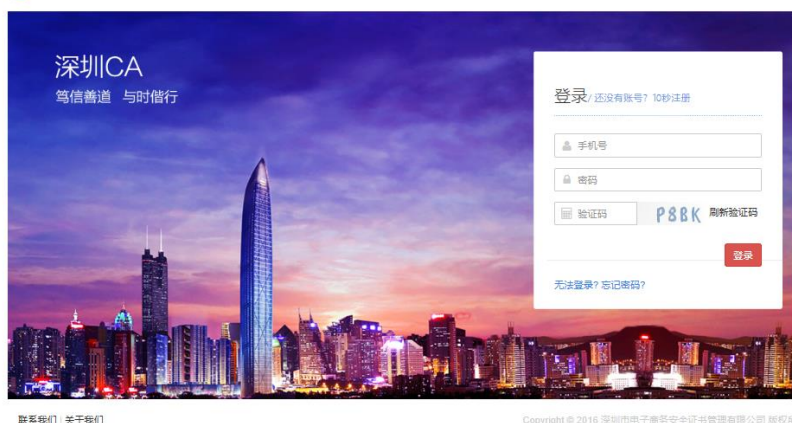 深圳CA
笃信善道 与时偕行
登录/ 还没有账号？10秒注册
手机号
密码
验证码 P8BK 刷新验证码
登录
无法登录？忘记密码？
联系我们 | 关于我们
Copyright © 2016 深圳市电子商务安全证书管理有限公司 版权